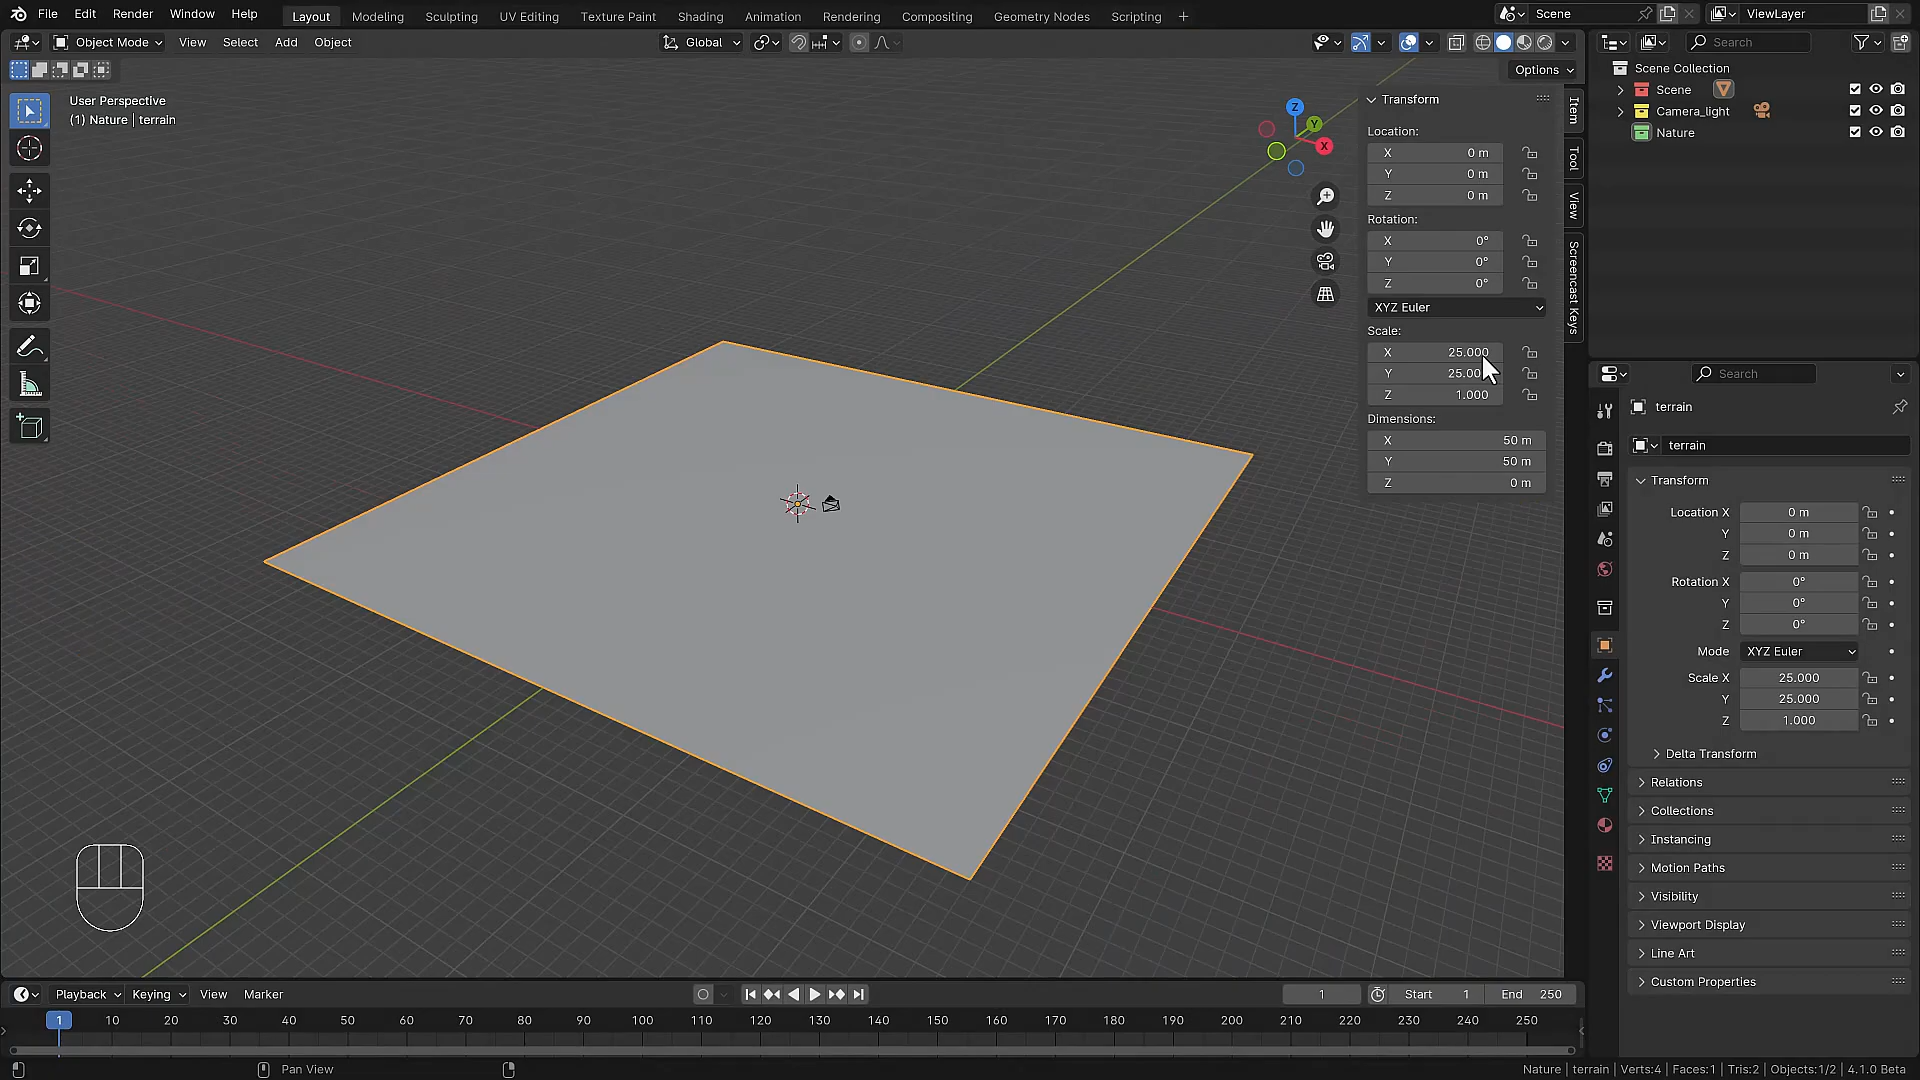 File Edit Render Window Help Layout Modeling Sculpting UV Editing Texture Paint Shading Animation Rendering Compositing Geometry Nodes Scripting Scene ViewLayer
Object Mode View Select Add Object Global Search
Options
User Perspective
(1) Nature | terrain
Z
Y
X
Transform
Location:
X 0 m
Y 0 m
Z 0 m
Rotation:
X 0°
Y 0°
Z 0°
XYZ Euler
Scale:
X 25.000
Y 25.00
Z 1.000
Dimensions:
X 50 m
Y 50 m
Z 0 m
Item
Tool
View
Screencast Keys
Scene Collection
Scene
Camera_light
Nature
Search
terrain
terrain
Transform
Location X 0 m
Y 0 m
Z 0 m
Rotation X 0°
Y 0°
Z 0°
Mode XYZ Euler
Scale X 25.000
Y 25.000
Z 1.000
Delta Transform
Relations
Collections
Instancing
Motion Paths
Visibility
Viewport Display
Line Art
Custom Properties
Playback Keying View Marker 1 Start 1 End 250
1 10 20 30 40 50 60 70 80 90 100 110 120 130 140 150 160 170 180 190 200 210 220 230 240 250
Pan View Nature | terrain | Verts:4 | Faces:1 | Tris:2 | Objects:1/2 | 4.1.0 Beta